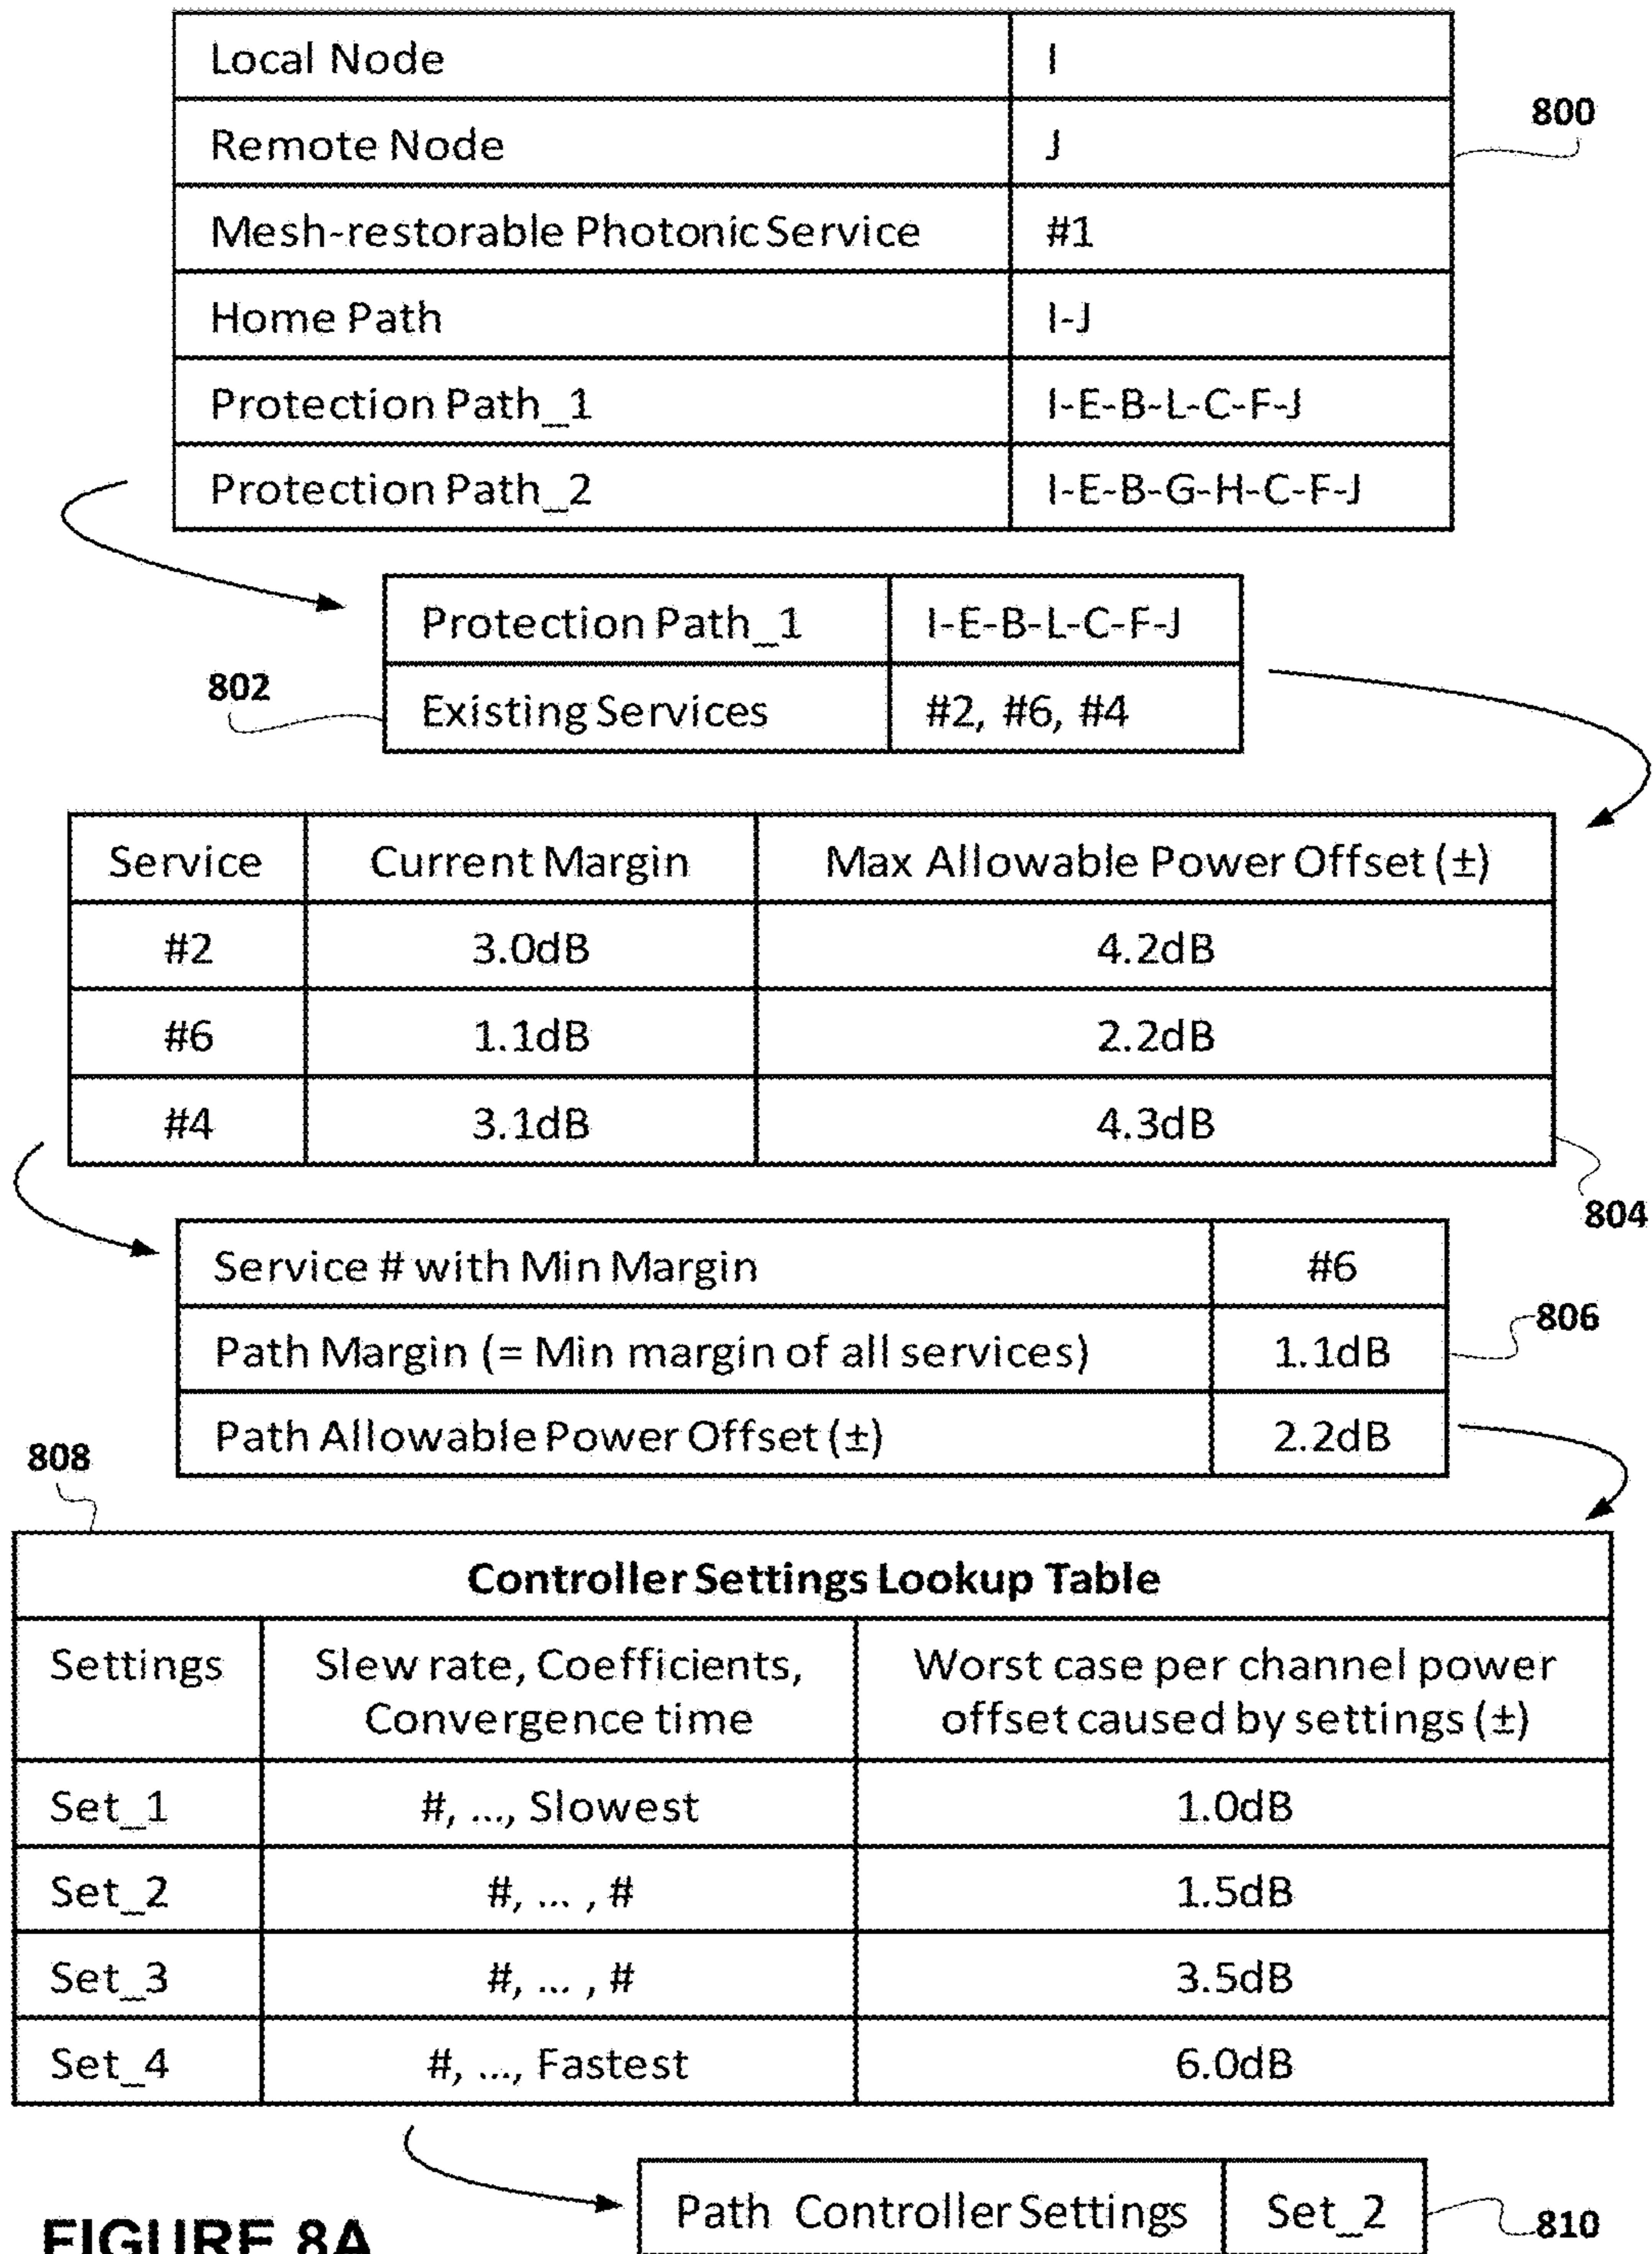 Local Node I
800
Remote Node J
Mesh-restorable Photonic Service #1
Home Path I-J
Protection Path_1 I-E-B-L-C-F-J
Protection Path_2 I-E-B-G-H-C-F-J
Protection Path_1 I-E-B-L-C-F-J
802
Existing Services #2, #6, #4
Service Current Margin Max Allowable Power Offset (±)
#2 3.0dB 4.2dB
#6 1.1dB 2.2dB
#4 3.1dB 4.3dB
804
Service # with Min Margin #6
806
Path Margin (= Min margin of all services) 1.1dB
Path Allowable Power Offset (±) 2.2dB
808
Controller Settings Lookup Table
Settings Slew rate, Coefficients, Worst case per channel power
Convergence time offset caused by settings (±)
Set_1 #, ..., Slowest 1.0dB
Set_2 #, ... , # 1.5dB
Set_3 #, ... , # 3.5dB
Set_4 #, ..., Fastest 6.0dB
Path Controller Settings Set_2
810
FIGURE 8A